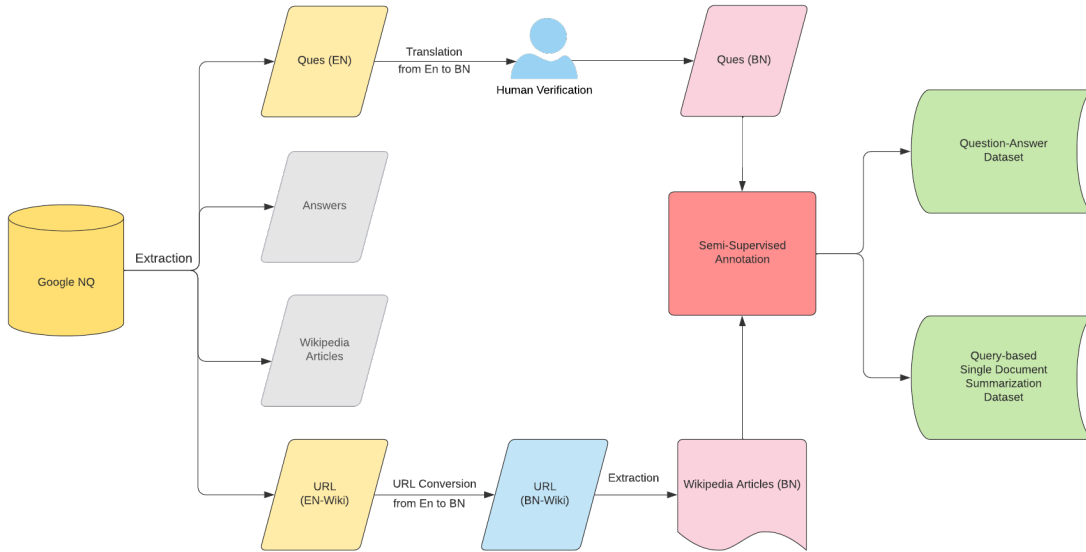 Ques (EN)
Translation
from En to BN
Human Verification
Ques (BN)
Question-Answer
Dataset
Answers
Google NQ
Extraction
Semi-Supervised
Annotation
Wikipedia
Articles
Query-based
Single Document
Summarization
Dataset
URL
(EN-Wiki)
URL Conversion
from En to BN
URL
(BN-Wiki)
Extraction
Wikipedia Articles (BN)